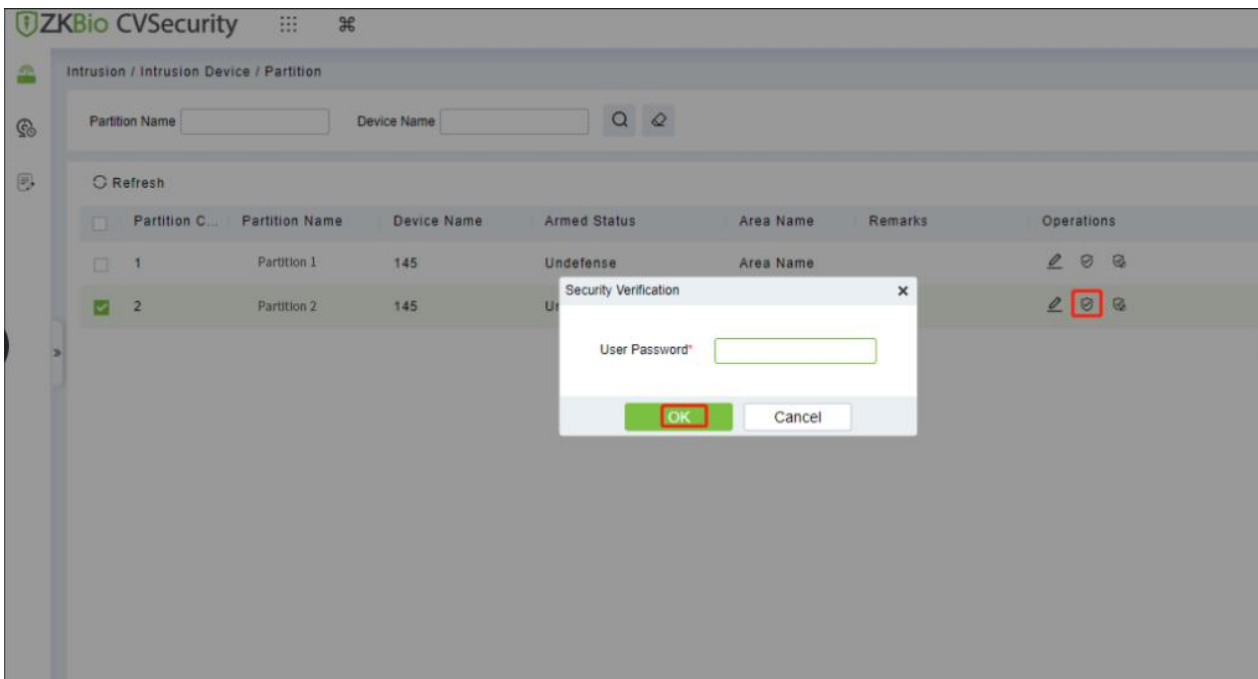 ZKBio CVSecurity
Intrusion / Intrusion Device / Partition
Partition Name Device Name
Refresh
Partition C... Partition Name Device Name Armed Status Area Name Remarks Operations
1 Partition 1 145 Undefense Area Name
Security Verification
2 Partition 2 145
User Password*
OK Cancel